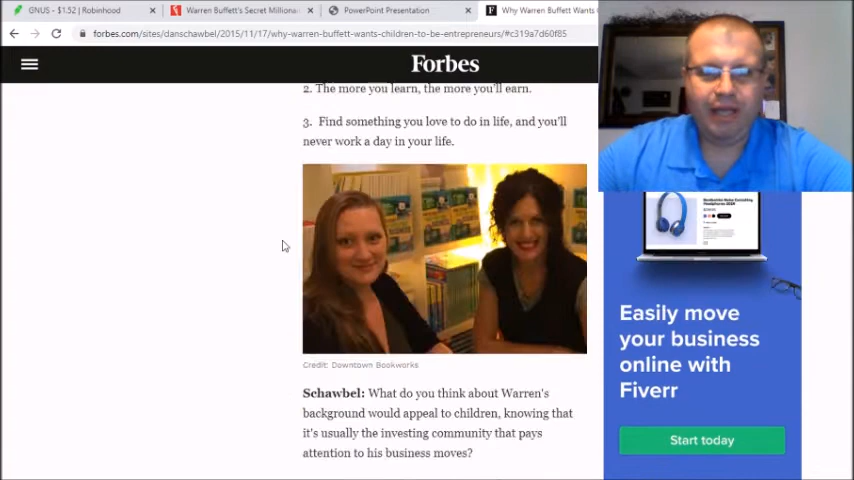 GNUS - $1.52 | Robinhood
Warren Buffett's Secret Millionai
PowerPoint Presentation
Why Warren Buffett Wants
forbes.com/sites/danschawbel/2015/11/17/why-warren-buffett-wants-children-to-be-entrepreneurs/#c319a7d60f85
Forbes
2. The more you learn, the more you'll earn.
3. Find something you love to do in life, and you'll
never work a day in your life.
Credit: Downtown Bookworks
Schawbel: What do you think about Warren's
background would appeal to children, knowing that
it's usually the investing community that pays
attention to his business moves?
Easily move
your business
online with
Fiverr
Start today